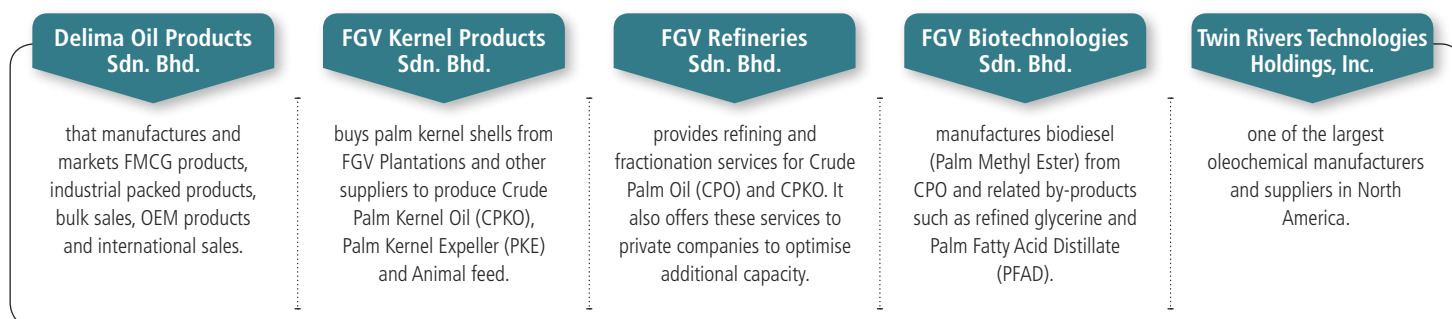 Delima Oil Products
Sdn. Bhd.
that manufactures and
markets FMCG products,
industrial packed products,
bulk sales, OEM products
and international sales.
FGV Kernel Products
Sdn. Bhd.
buys palm kernel shells from
FGV Plantations and other
suppliers to produce Crude
Palm Kernel Oil (CPKO),
Palm Kernel Expeller (PKE)
and Animal feed.
FGV Refineries
Sdn. Bhd.
provides refining and
fractionation services for Crude
Palm Oil (CPO) and CPKO. It
also offers these services to
private companies to optimise
additional capacity.
FGV Biotechnologies
Sdn. Bhd.
manufactures biodiesel
(Palm Methyl Ester) from
CPO and related by-products
such as refined glycerine and
Palm Fatty Acid Distillate
(PFAD).
Twin Rivers Technologies
Holdings, Inc.
one of the largest
oleochemical manufacturers
and suppliers in North
America.